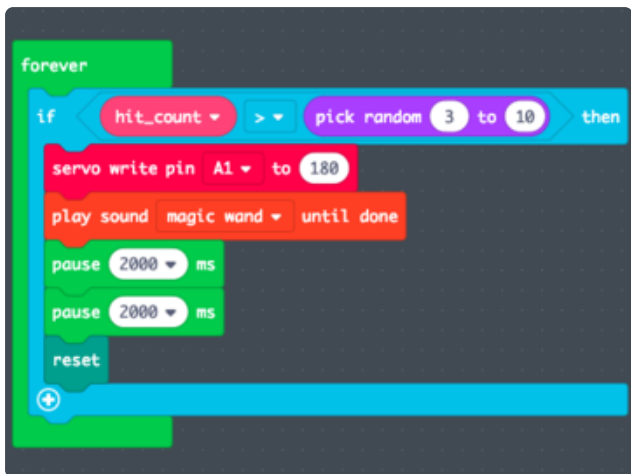 forever
if hit_count > pick random 3 to 10 then
servo write pin A1 to 180
play sound magic wand until done
pause 2000 ms
pause 2000 ms
reset